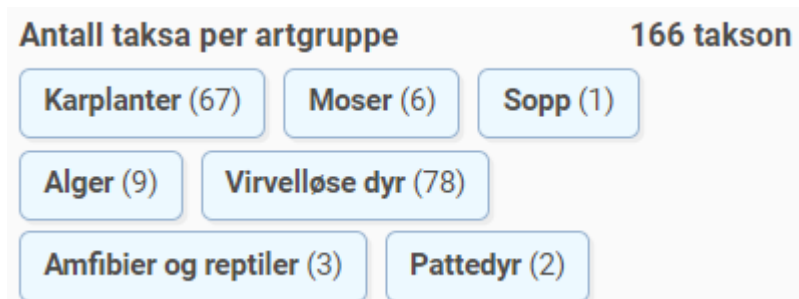 Antall taksa per artgruppe 166 takson
Karplanter (67) Moser (6) Sopp (1)
Alger (9) Virvelløse dyr (78)
Amfibier og reptiler (3) Pattedyr (2)